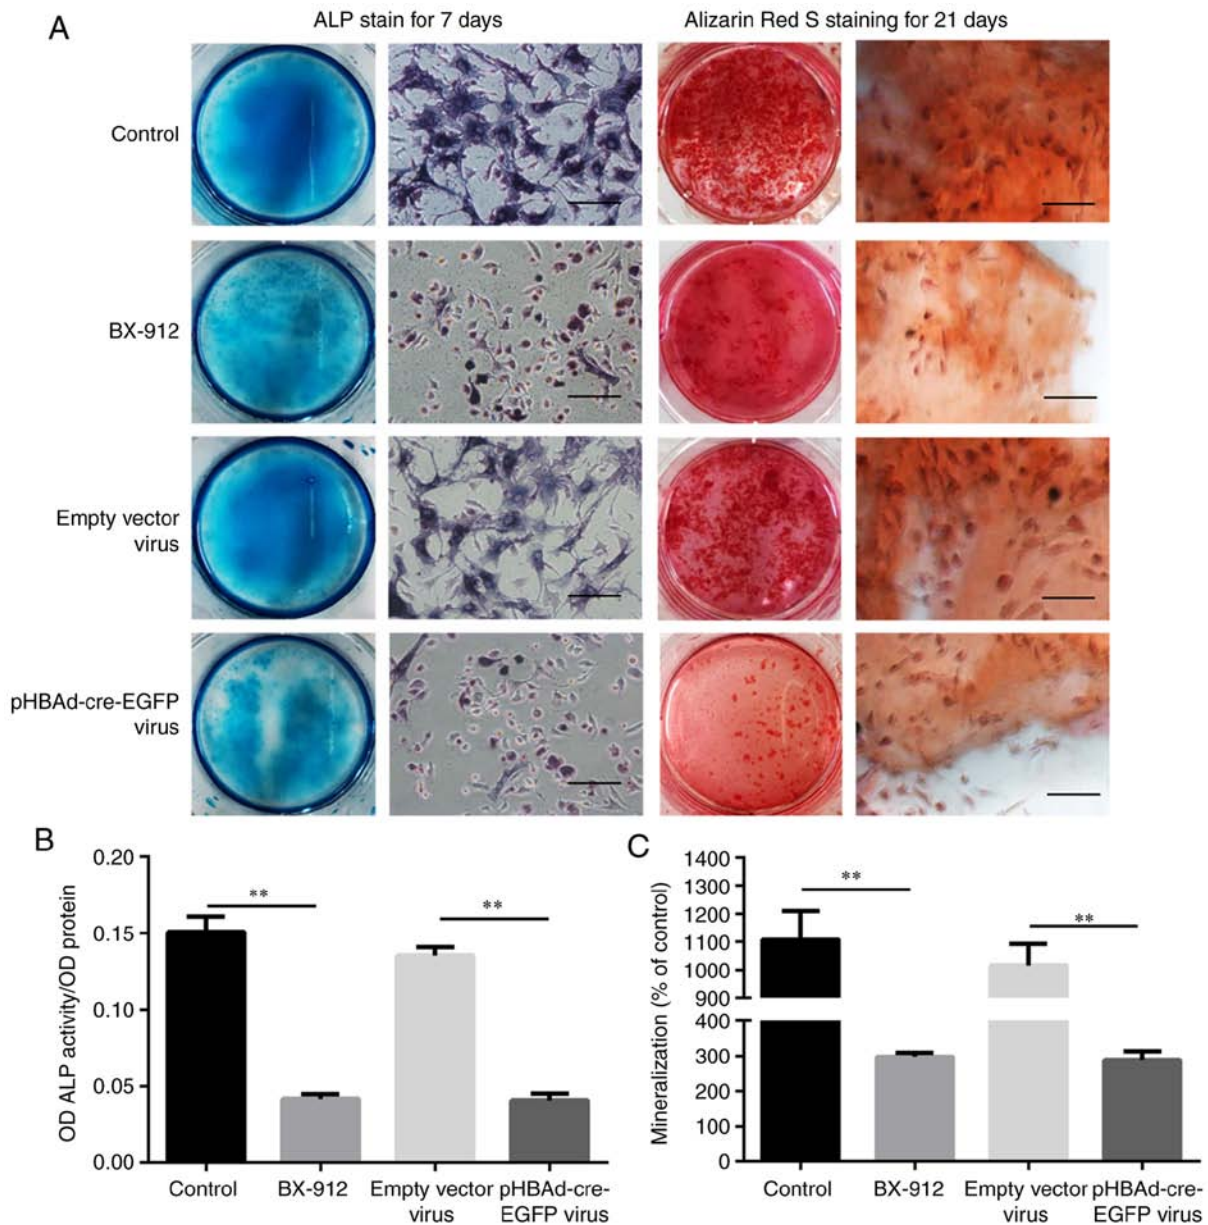 A
ALP stain for 7 days
Alizarin Red S staining for 21 days
Control
BX-912
Empty vector
virus
pHBAd-cre-EGFP
virus
B
OD ALP activity/OD protein
0.20
0.15
0.10
0.05
0.00
**
**
Control
BX-912
Empty vector
virus
pHBAd-cre-
EGFP virus
C
Mineralization (% of control)
1400
1300
1200
1100
1000
900
400
300
200
100
0
**
**
Control
BX-912
Empty vector
virus
pHBAd-cre-
EGFP virus